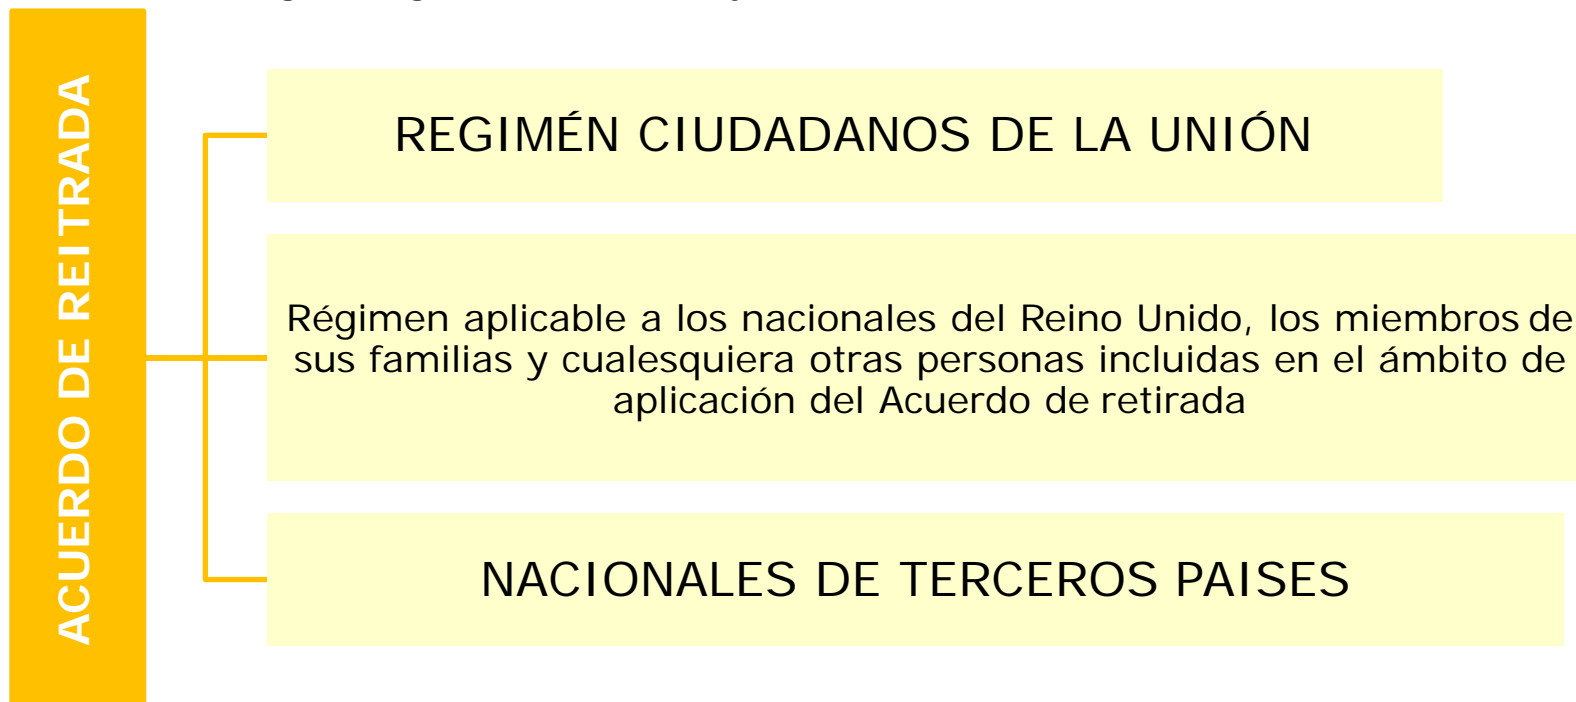 ACUERDO DE REITRADA
REGIMÉN CIUDADANOS DE LA UNIÓN
Régimen aplicable a los nacionales del Reino Unido, los miembros de
sus familias y cualesquiera otras personas incluidas en el ámbito de
aplicación del Acuerdo de retirada
NACIONALES DE TERCEROS PAISES